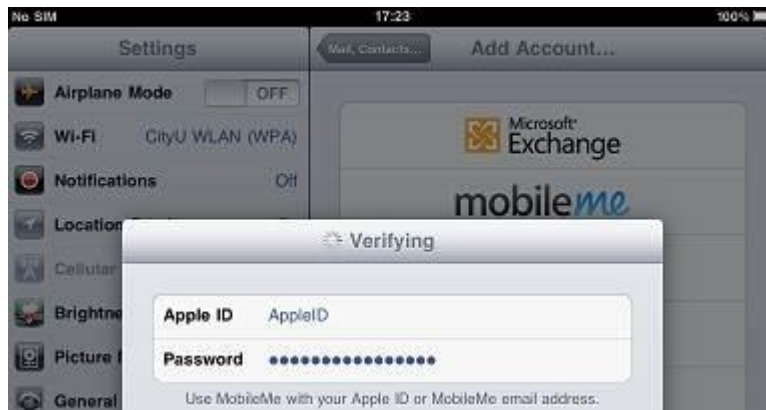 No SIM 17:23 100%
Settings
Mail, Contacts... Add Account...
Airplane Mode OFF
Wi-Fi CityU WLAN (WPA)
Microsoft Exchange
Notifications Off
mobileme
Location
Verifying
Cellular
Apple ID AppleID
Picture
Password ••••••••••••••••
General
Use MobileMe with your Apple ID or MobileMe email address.